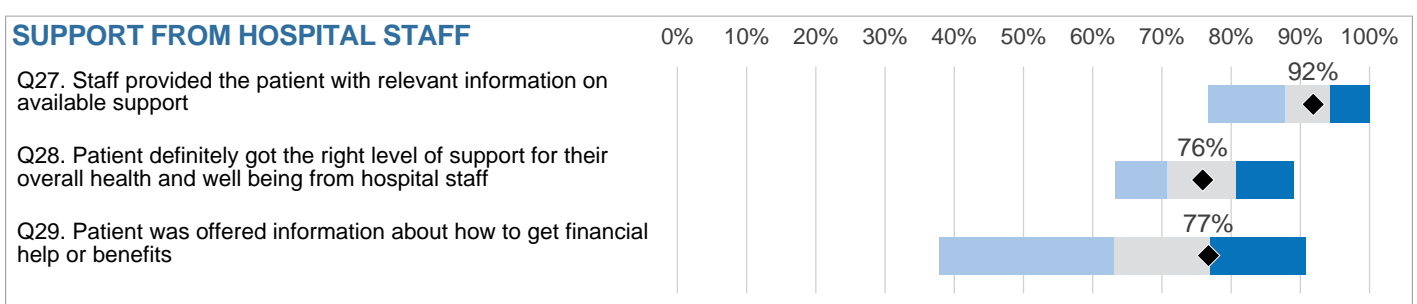 SUPPORT FROM HOSPITAL STAFF
0% 10% 20% 30% 40% 50% 60% 70% 80% 90% 100%
Q27. Staff provided the patient with relevant information on
available support
92%
Q28. Patient definitely got the right level of support for their
overall health and well being from hospital staff
76%
Q29. Patient was offered information about how to get financial
help or benefits
77%